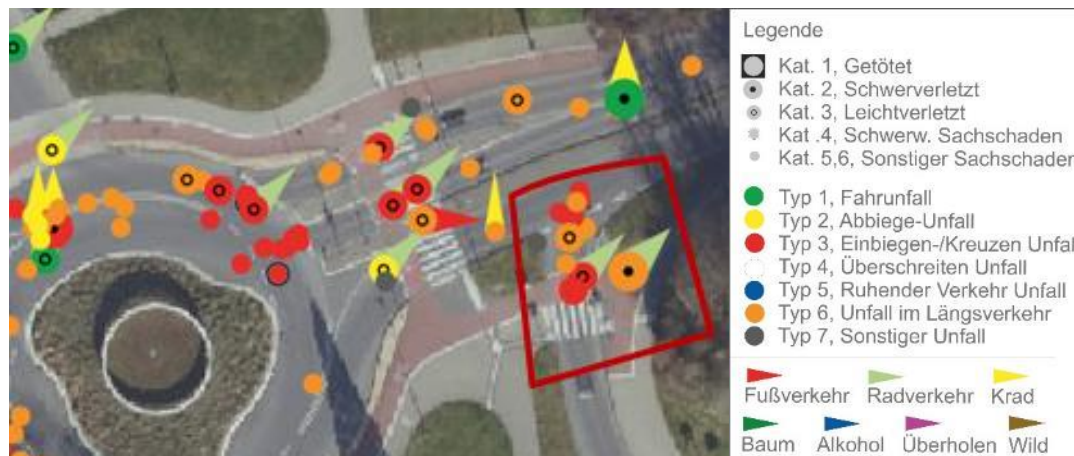 Legende
Kat. 1, Getötet
Kat. 2, Schwerverletzt
Kat. 3, Leichtverletzt
Kat .4, Schwerw. Sachschaden
Kat. 5,6, Sonstiger Sachschaden
Typ 1, Fahrunfall
Typ 2, Abbiege-Unfall
Typ 3, Einbiegen-/Kreuzen Unfall
Typ 4, Überschreiten Unfall
Typ 5, Ruhender Verkehr Unfall
Typ 6, Unfall im Längsverkehr
Typ 7, Sonstiger Unfall
Fußverkehr Radverkehr Krad
Baum Alkohol Überholen Wild